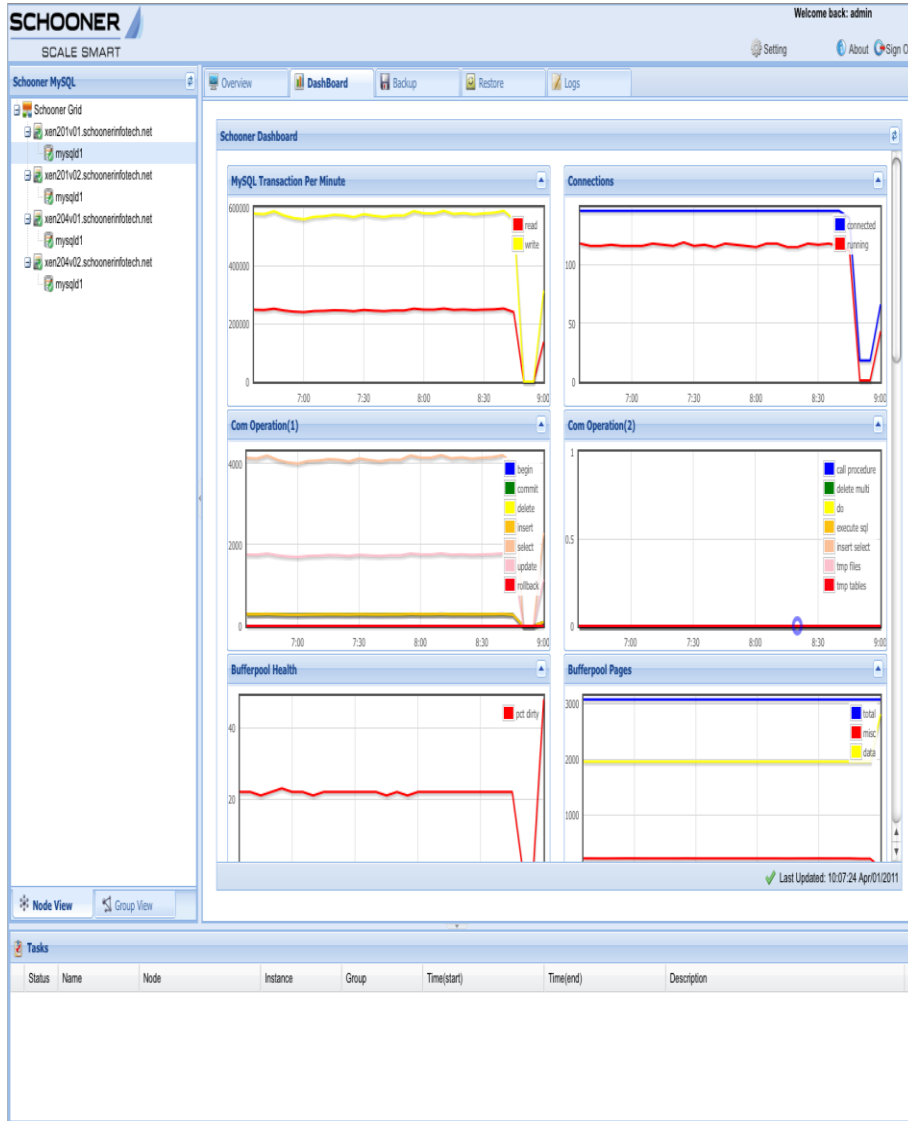 SCHOONER
SCALE SMART
Welcome back: admin
Setting
About
Sign O
Schooner MySQL
Schooner Grid
xen201v01.schoonerinfotech.net
mysqld1
xen201v02.schoonerinfotech.net
mysqld1
xen204v01.schoonerinfotech.net
mysqld1
xen204v02.schoonerinfotech.net
mysqld1
Node View
Group View
Overview
DashBoard
Backup
Restore
Logs
Schooner Dashboard
MySQL Transaction Per Minute
600000
400000
200000
0
read
write
7:00 7:30 8:00 8:30 9:00
Connections
100
50
0
connected
running
7:00 7:30 8:00 8:30 9:00
Com Operation(1)
4000
2000
0
begin
commit
delete
insert
select
update
rollback
7:00 7:30 8:00 8:30 9:00
Com Operation(2)
1
0.5
0
call procedure
delete multi
do
execute sql
insert select
tmp files
tmp tables
7:00 7:30 8:00 8:30 9:00
Bufferpool Health
40
20
pct dirty
Bufferpool Pages
3000
2000
1000
total
misc
data
Last Updated: 10:07:24 Apr/01/2011
Tasks
Status Name Node Instance Group Time(start) Time(end) Description